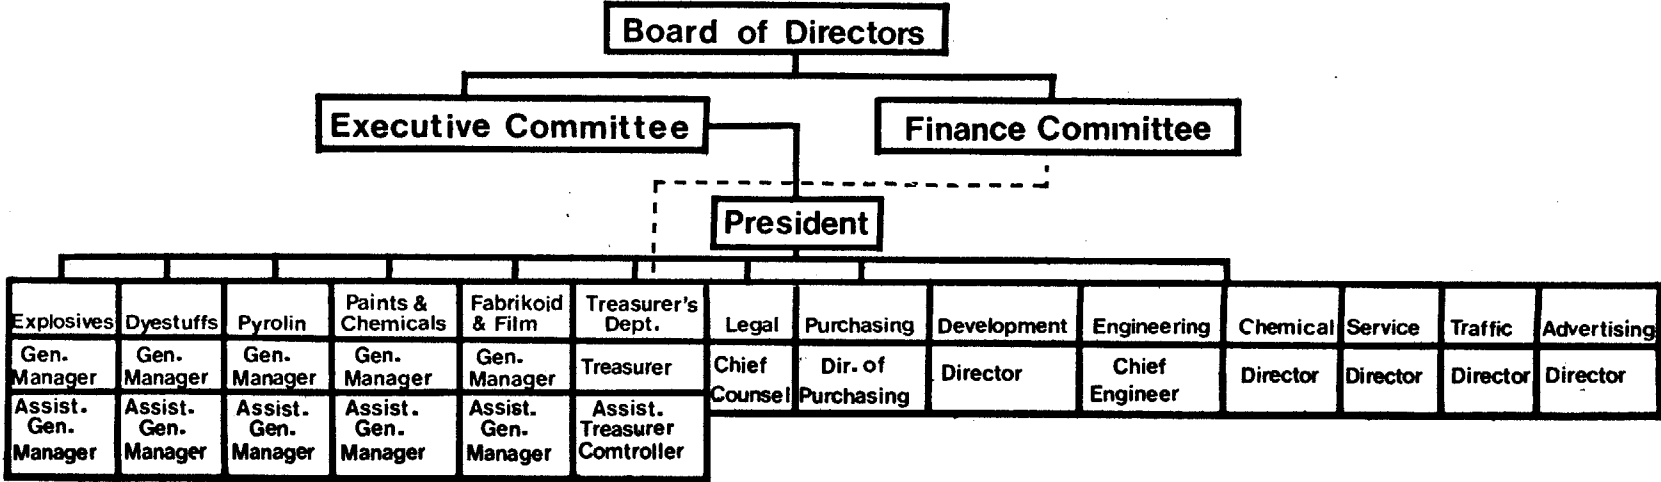 Board of Directors
Executive Committee
Finance Committee
President
Explosives
Dyestuffs
Pyrolin
Paints &
Chemicals
Fabrikoid
& Film
Treasurer's
Dept.
Legal
Purchasing
Development
Engineering
Chemical
Service
Traffic
Advertising
Gen.
Manager
Gen.
Manager
Gen.
Manager
Gen.
Manager
Gen.
Manager
Treasurer
Chief
Counsel
Dir. of
Purchasing
Director
Chief
Engineer
Director
Director
Director
Director
Assist.
Gen.
Manager
Assist.
Gen.
Manager
Assist.
Gen.
Manager
Assist.
Gen.
Manager
Assist.
Gen.
Manager
Assist.
Treasurer
Comtroller